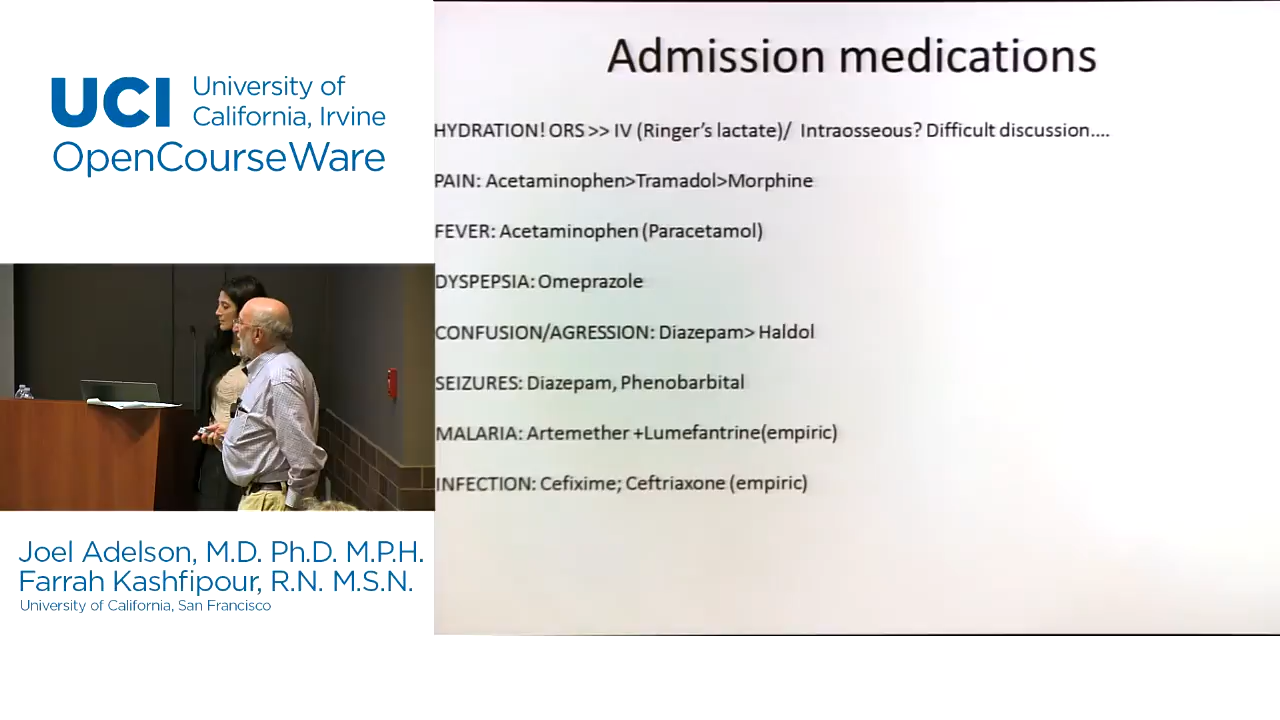 UCI University of
California, Irvine
OpenCourseWare
Joel Adelson, M.D. Ph.D. M.P.H.
Farrah Kashfipour, R.N. M.S.N.
University of California, San Francisco
Admission medications
HYDRATION! ORS >> IV (Ringer's lactate)/ Intraosseous? Difficult discussion....
PAIN: Acetaminophen>Tramadol>Morphine
FEVER: Acetaminophen (Paracetamol)
DYSPEPSIA: Omeprazole
CONFUSION/AGRESSION: Diazepam> Haldol
SEIZURES: Diazepam, Phenobarbital
MALARIA: Artemether +Lumefantrine(empiric)
INFECTION: Cefixime; Ceftriaxone (empiric)